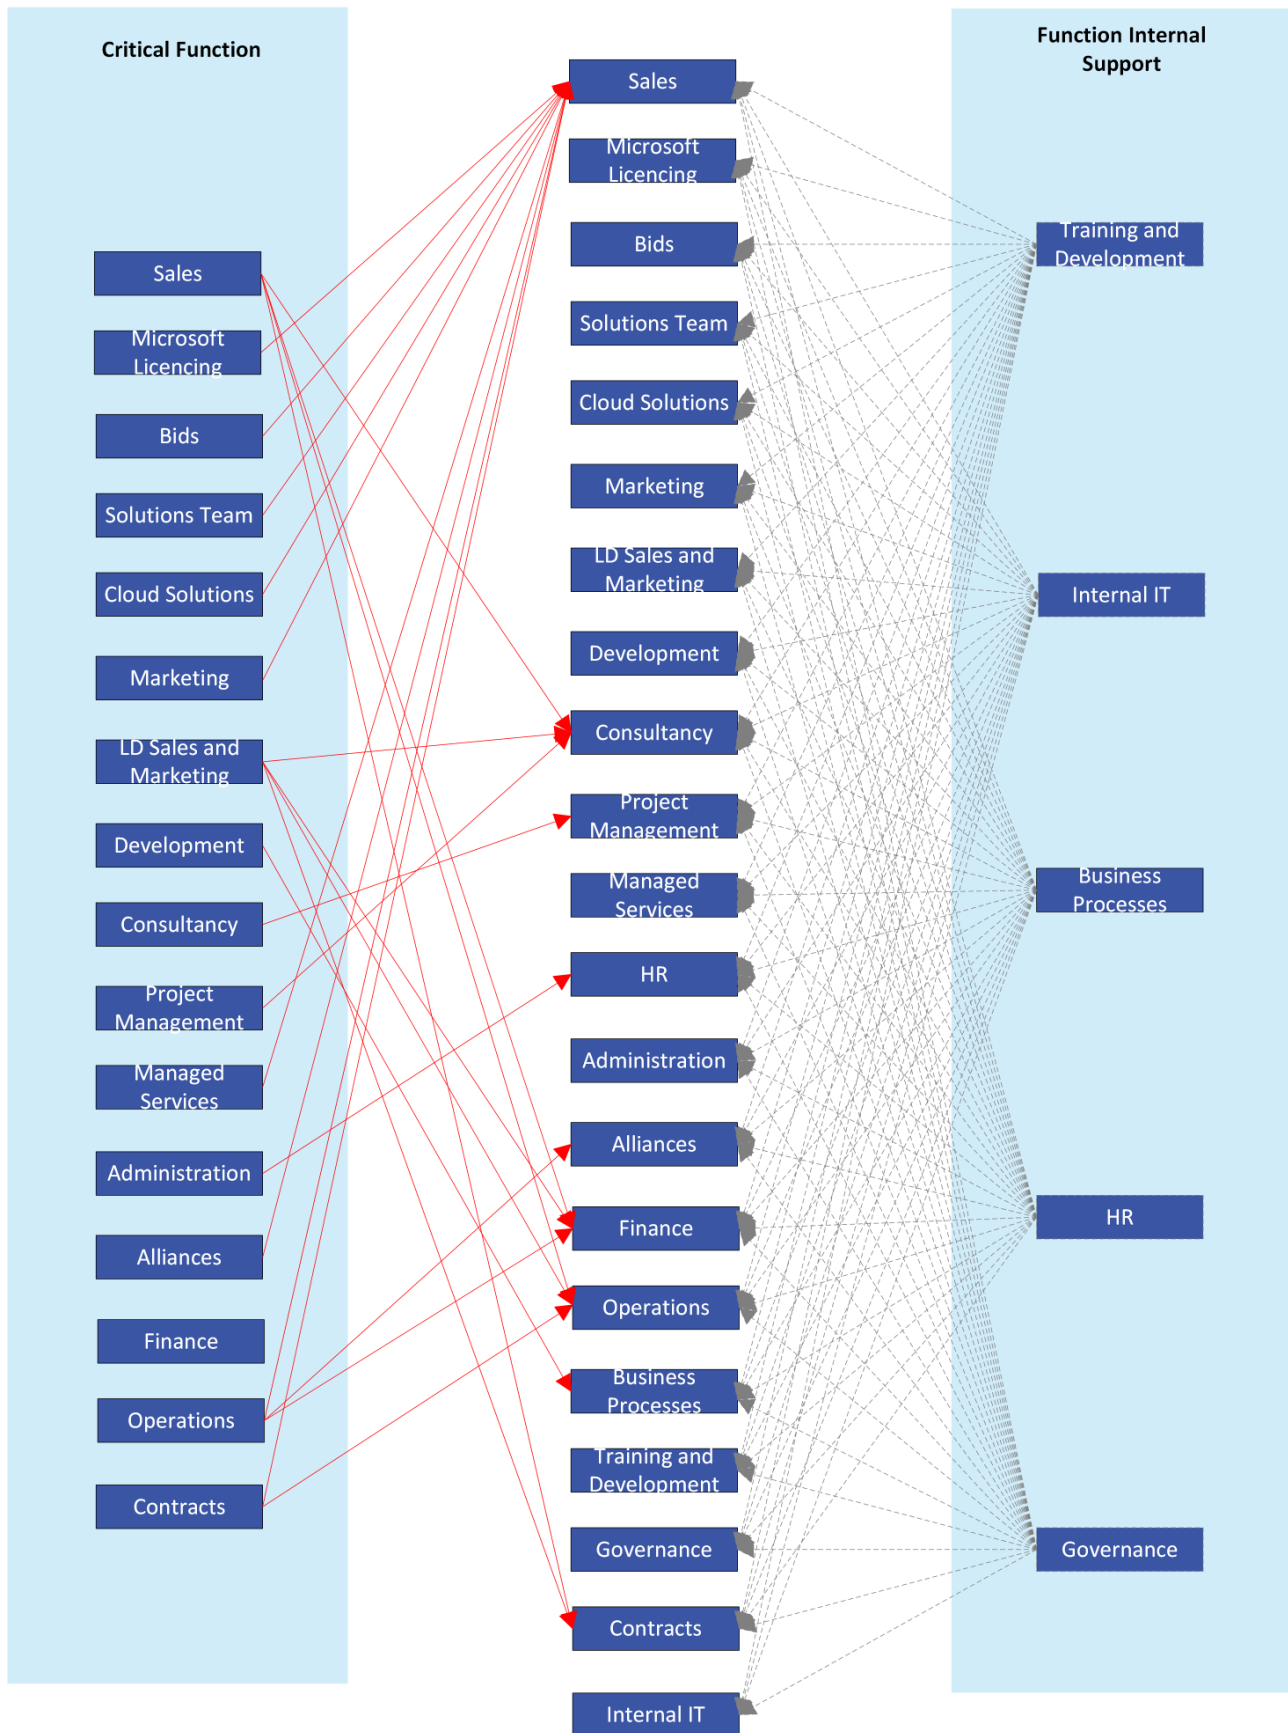 Critical Function
Sales
Microsoft
Licencing
Bids
Solutions Team
Cloud Solutions
Marketing
LD Sales and
Marketing
Development
Consultancy
Project
Management
Managed
Services
Administration
Alliances
Finance
Operations
Contracts
Sales
Microsoft
Licencing
Bids
Solutions Team
Cloud Solutions
Marketing
LD Sales and
Marketing
Development
Consultancy
Project
Management
Managed
Services
HR
Administration
Alliances
Finance
Operations
Business
Processes
Training and
Development
Governance
Contracts
Internal IT
Function Internal
Support
Training and
Development
Internal IT
Business
Processes
HR
Governance